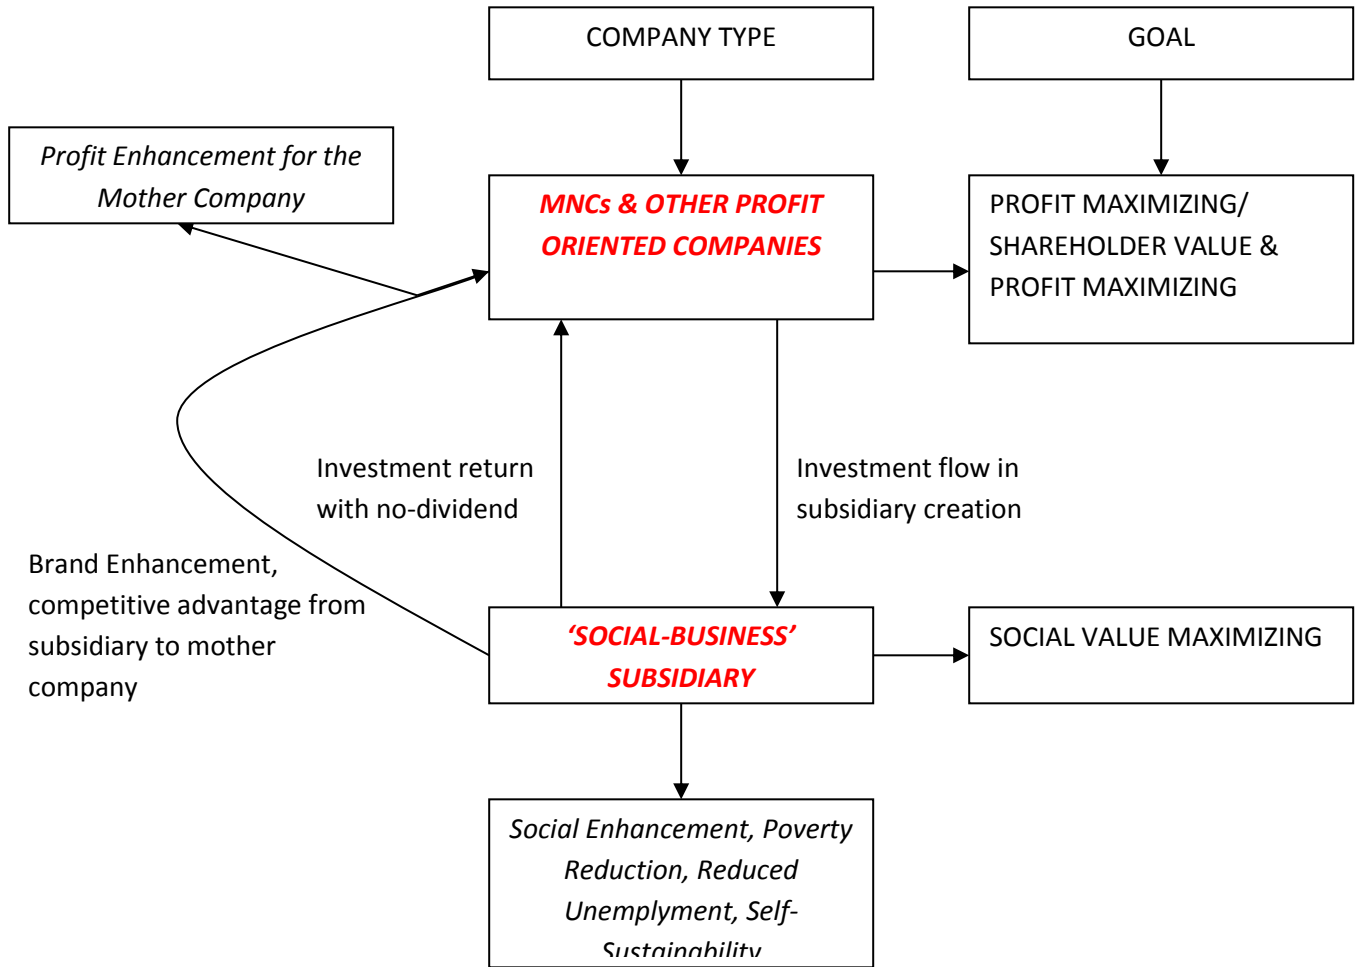 COMPANY TYPE
GOAL
Profit Enhancement for the
Mother Company
MNCs & OTHER PROFIT
ORIENTED COMPANIES
PROFIT MAXIMIZING/
SHAREHOLDER VALUE &
PROFIT MAXIMIZING
Investment return
with no-dividend
Investment flow in
subsidiary creation
Brand Enhancement,
competitive advantage from
subsidiary to mother
company
‘SOCIAL-BUSINESS’
SUBSIDIARY
SOCIAL VALUE MAXIMIZING
Social Enhancement, Poverty
Reduction, Reduced
Unemplyment, Self-
Sustainability